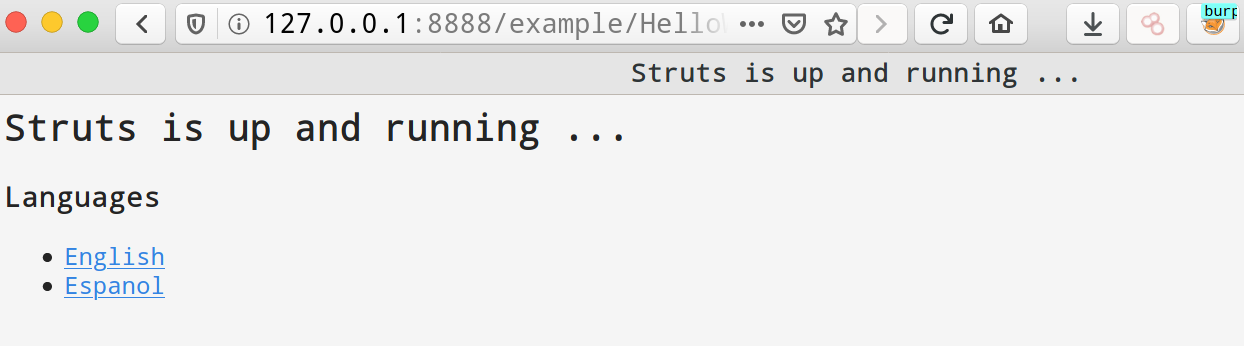 burp
127.0.0.1:8888/example/Hello
Struts is up and running ...
Struts is up and running ...
Languages
English
Espanol